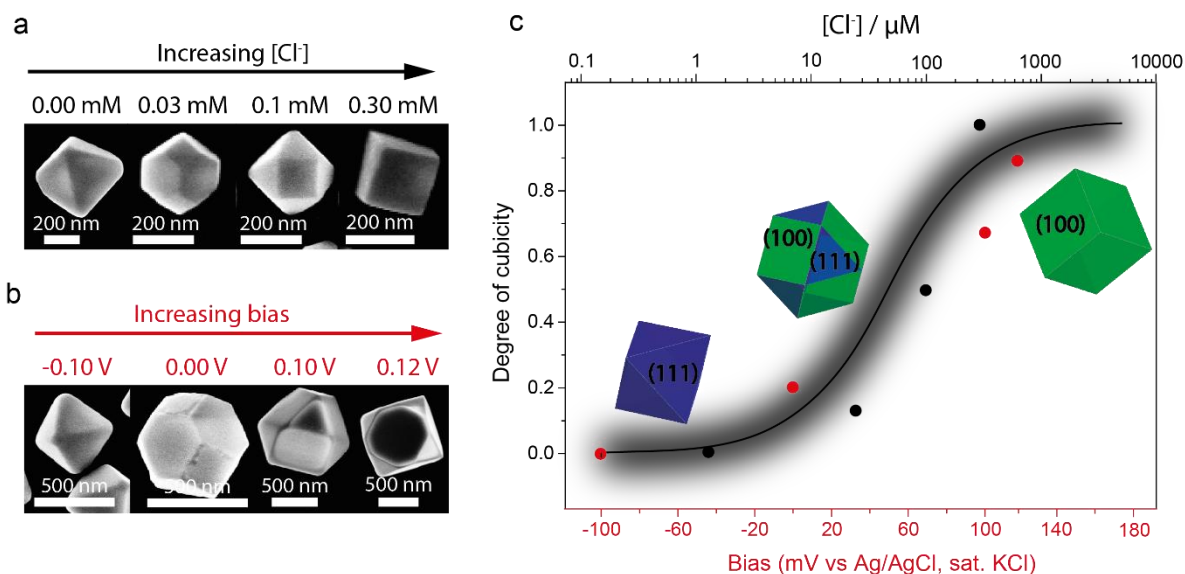 a
Increasing [Cl⁻]
0.00 mM 0.03 mM 0.1 mM 0.30 mM
200 nm 200 nm 200 nm 200 nm
b
Increasing bias
-0.10 V 0.00 V 0.10 V 0.12 V
500 nm 500 nm 500 nm 500 nm
c
[Cl⁻] / µM
0.1 1 10 100 1000 10000
Degree of cubicity
1.0
0.8
0.6
0.4
0.2
0.0
(100)
(111)
(100)
(111)
-100 -60 -20 20 60 100 140 180
Bias (mV vs Ag/AgCl, sat. KCl)